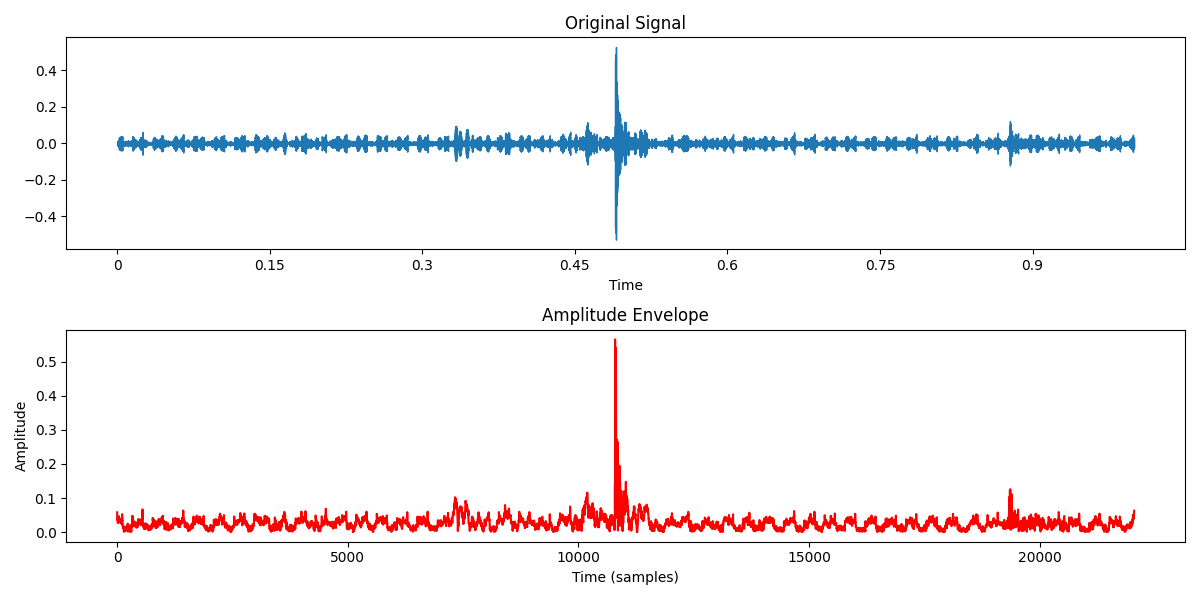 Original Signal
0.4
0.2
0.0
−0.2
−0.4
0 0.15 0.3 0.45 0.6 0.75 0.9
Time
Amplitude Envelope
Amplitude
0.5
0.4
0.3
0.2
0.1
0.0
0 5000 10000 15000 20000
Time (samples)